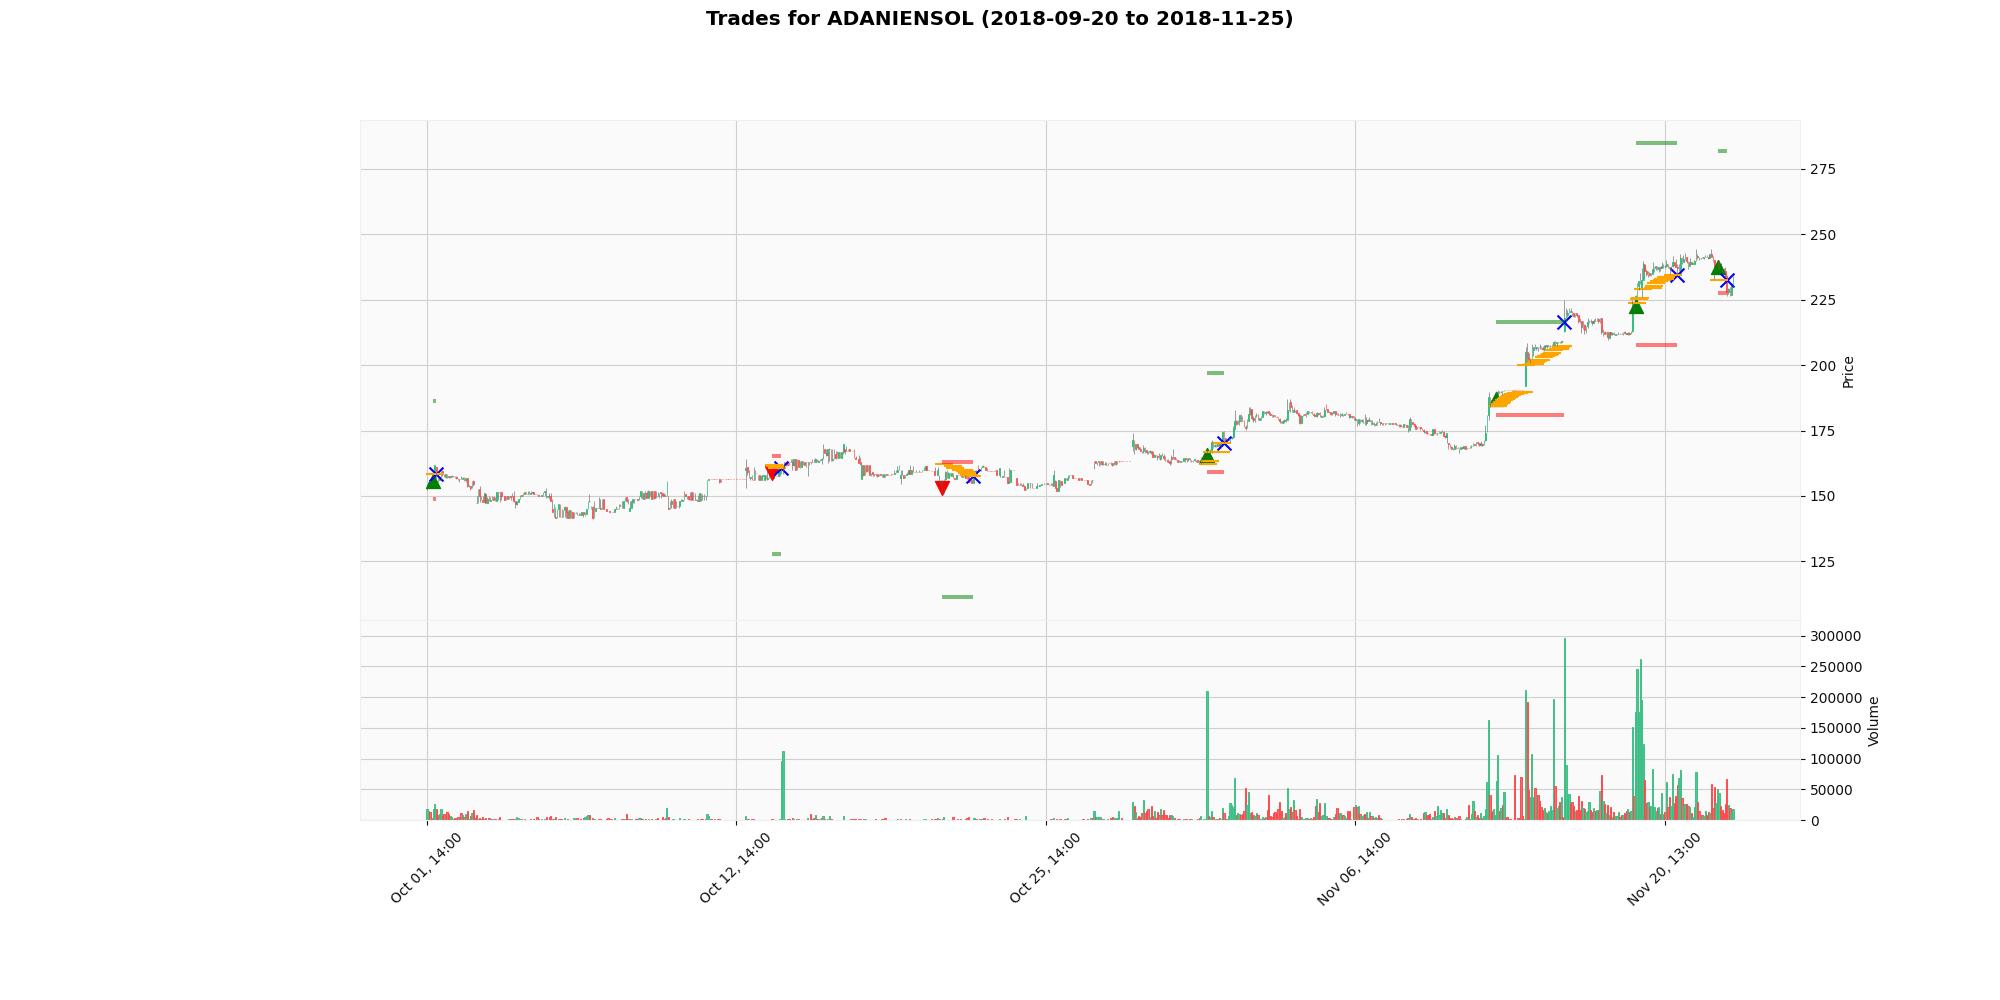 Trades for ADANIENSOL (2018-09-20 to 2018-11-25)
275
250
225
200
175
150
125
Price
300000
250000
200000
150000
100000
50000
0
Volume
Oct 01, 14:00
Oct 12, 14:00
Oct 25, 14:00
Nov 06, 14:00
Nov 20, 13:00